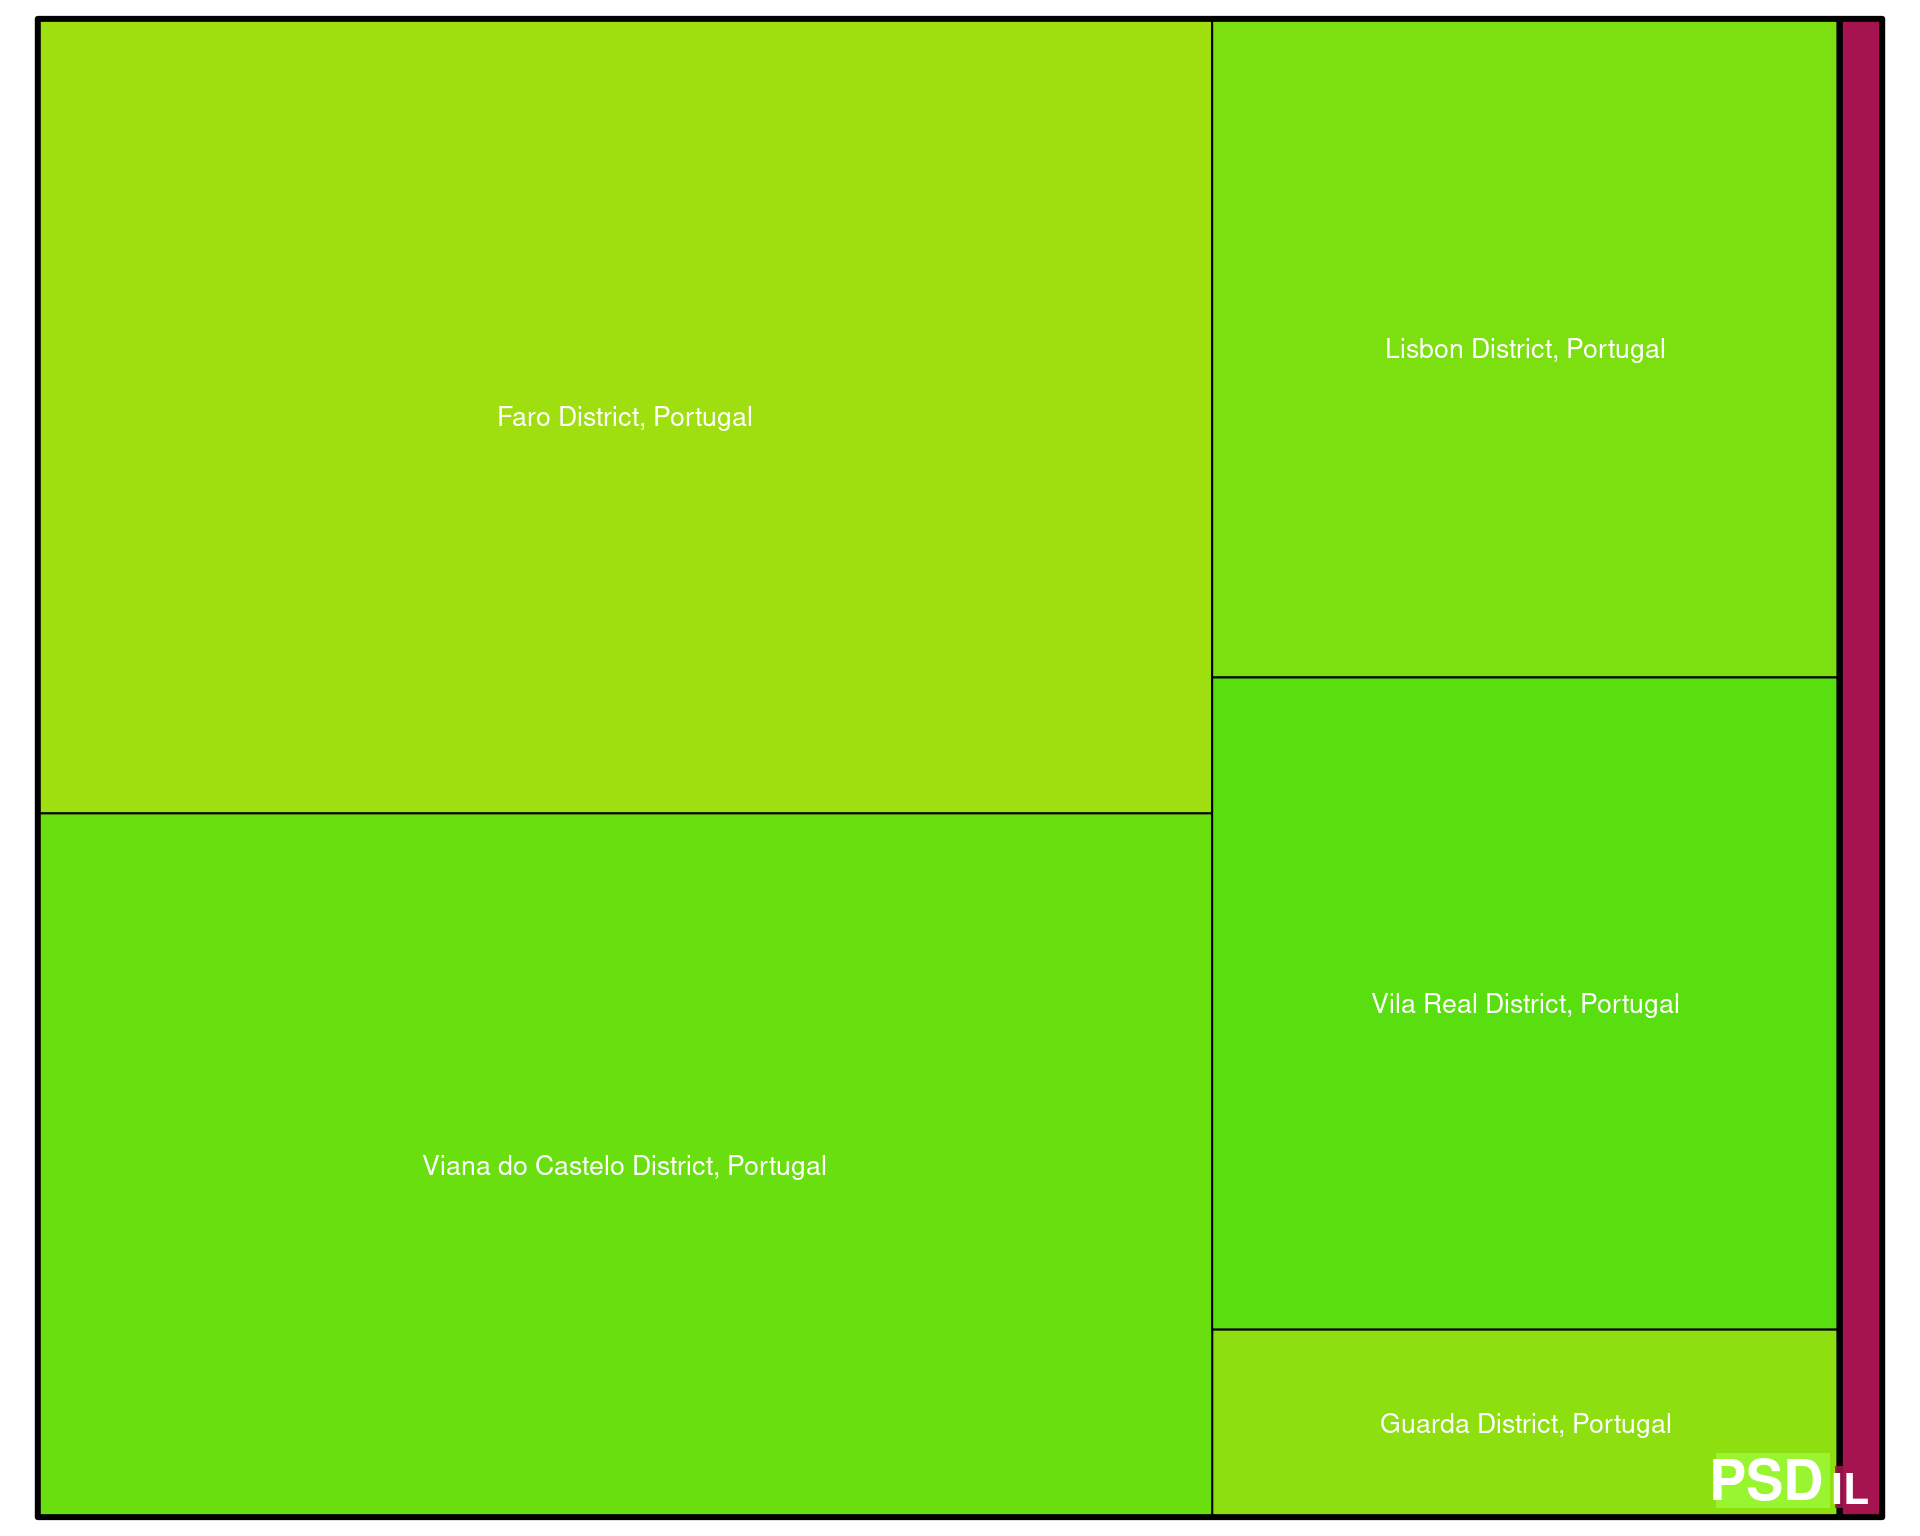 Faro District, Portugal
Lisbon District, Portugal
Viana do Castelo District, Portugal
Vila Real District, Portugal
Guarda District, Portugal
PSD
IL